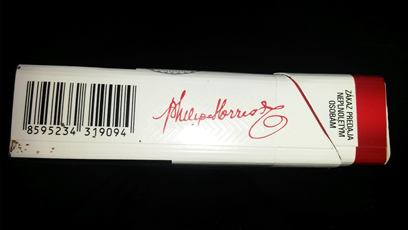 8595234 319094
Philip Morris
ZÁKAZ PREDAJA
NEPLNOLETÝM
OSOBÁM